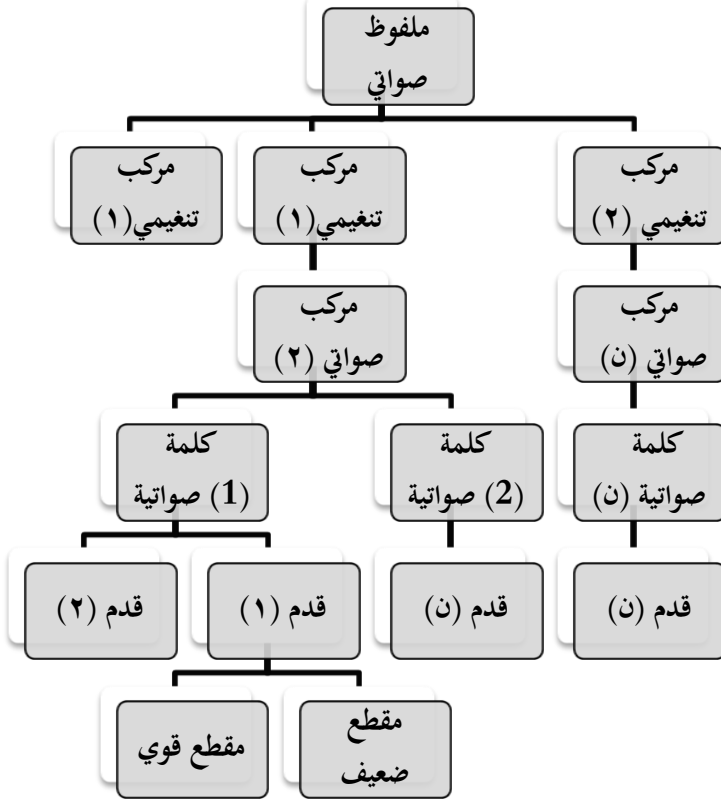 ملفوظ
صواتي
مركب
تنغيمي (٢)
مركب
تنغيمي(١)
مركب
تنغيمي(١)
مركب
صواتي (ن)
مركب
صواتي (٢)
كلمة
صواتية (ن)
كلمة
(2) صواتية
كلمة
(1) صواتية
قدم (ن)
قدم (ن)
قدم (١)
قدم (٢)
مقطع
ضعيف
مقطع قوي